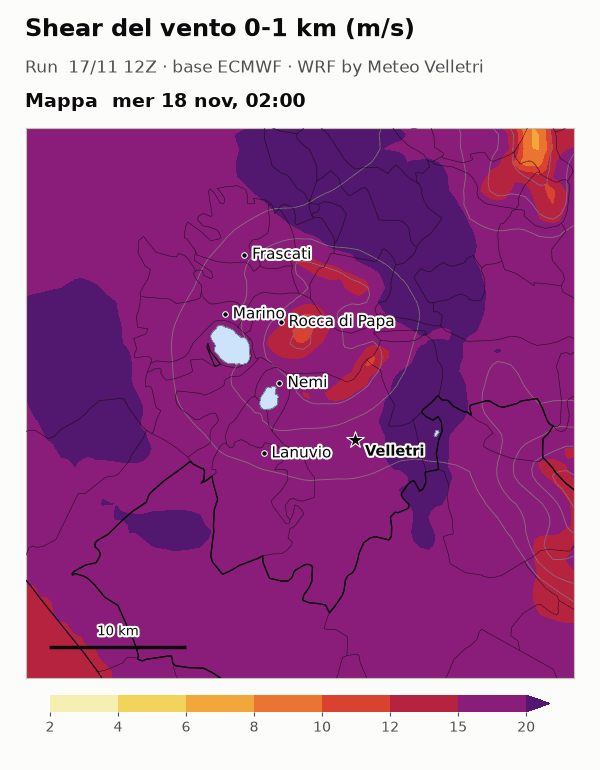 Shear del vento 0-1 km (m/s)
Run  17/11 12Z · base ECMWF · WRF by Meteo Velletri
Mappa  mer 18 nov, 02:00
Frascati
Marino
Rocca di Papa
Nemi
Velletri
Lanuvio
10 km
2 4 6 8 10 12 15 20